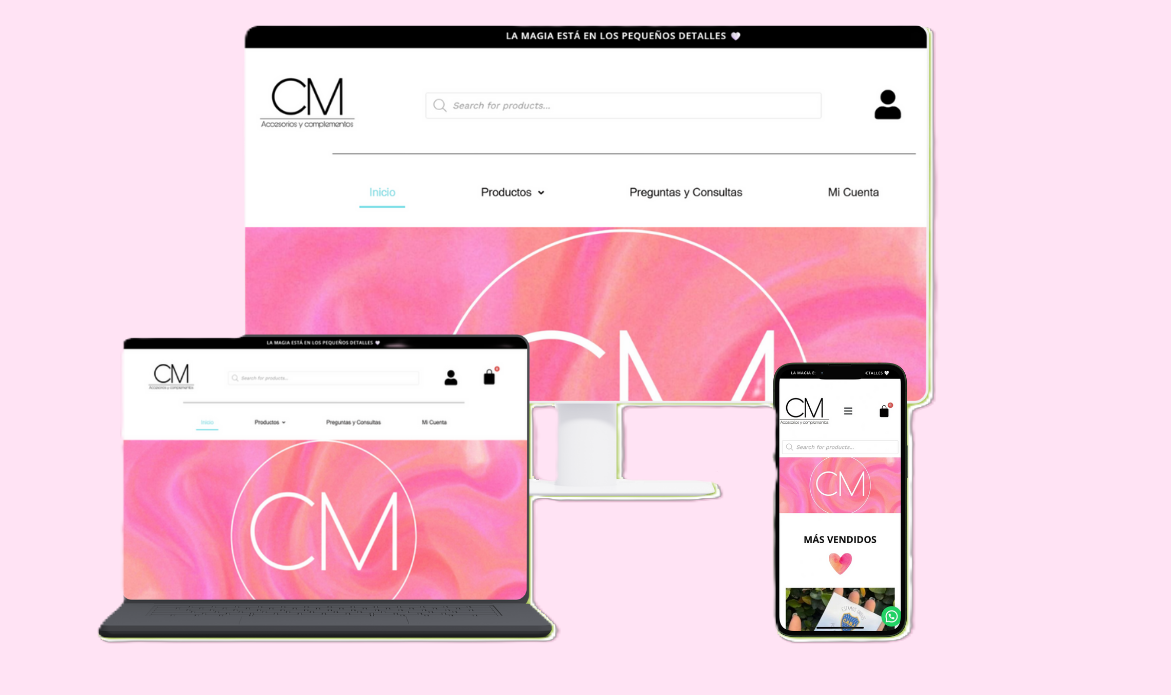 LA MAGIA ESTÁ EN LOS PEQUEÑOS DETALLES
CM
Accesorios y complementos
Search for products...
Inicio
Productos
Preguntas y Consultas
Mi Cuenta
CM
LA MAGIA ESTÁ EN LOS PEQUEÑOS DETALLES
CM
Accesorios y complementos
Search for products...
Inicio
Productos
Preguntas y Consultas
Mi Cuenta
CM
LA MAGIA E ETALLES
CM
Accesorios y complementos
Search for products...
CM
MÁS VENDIDOS